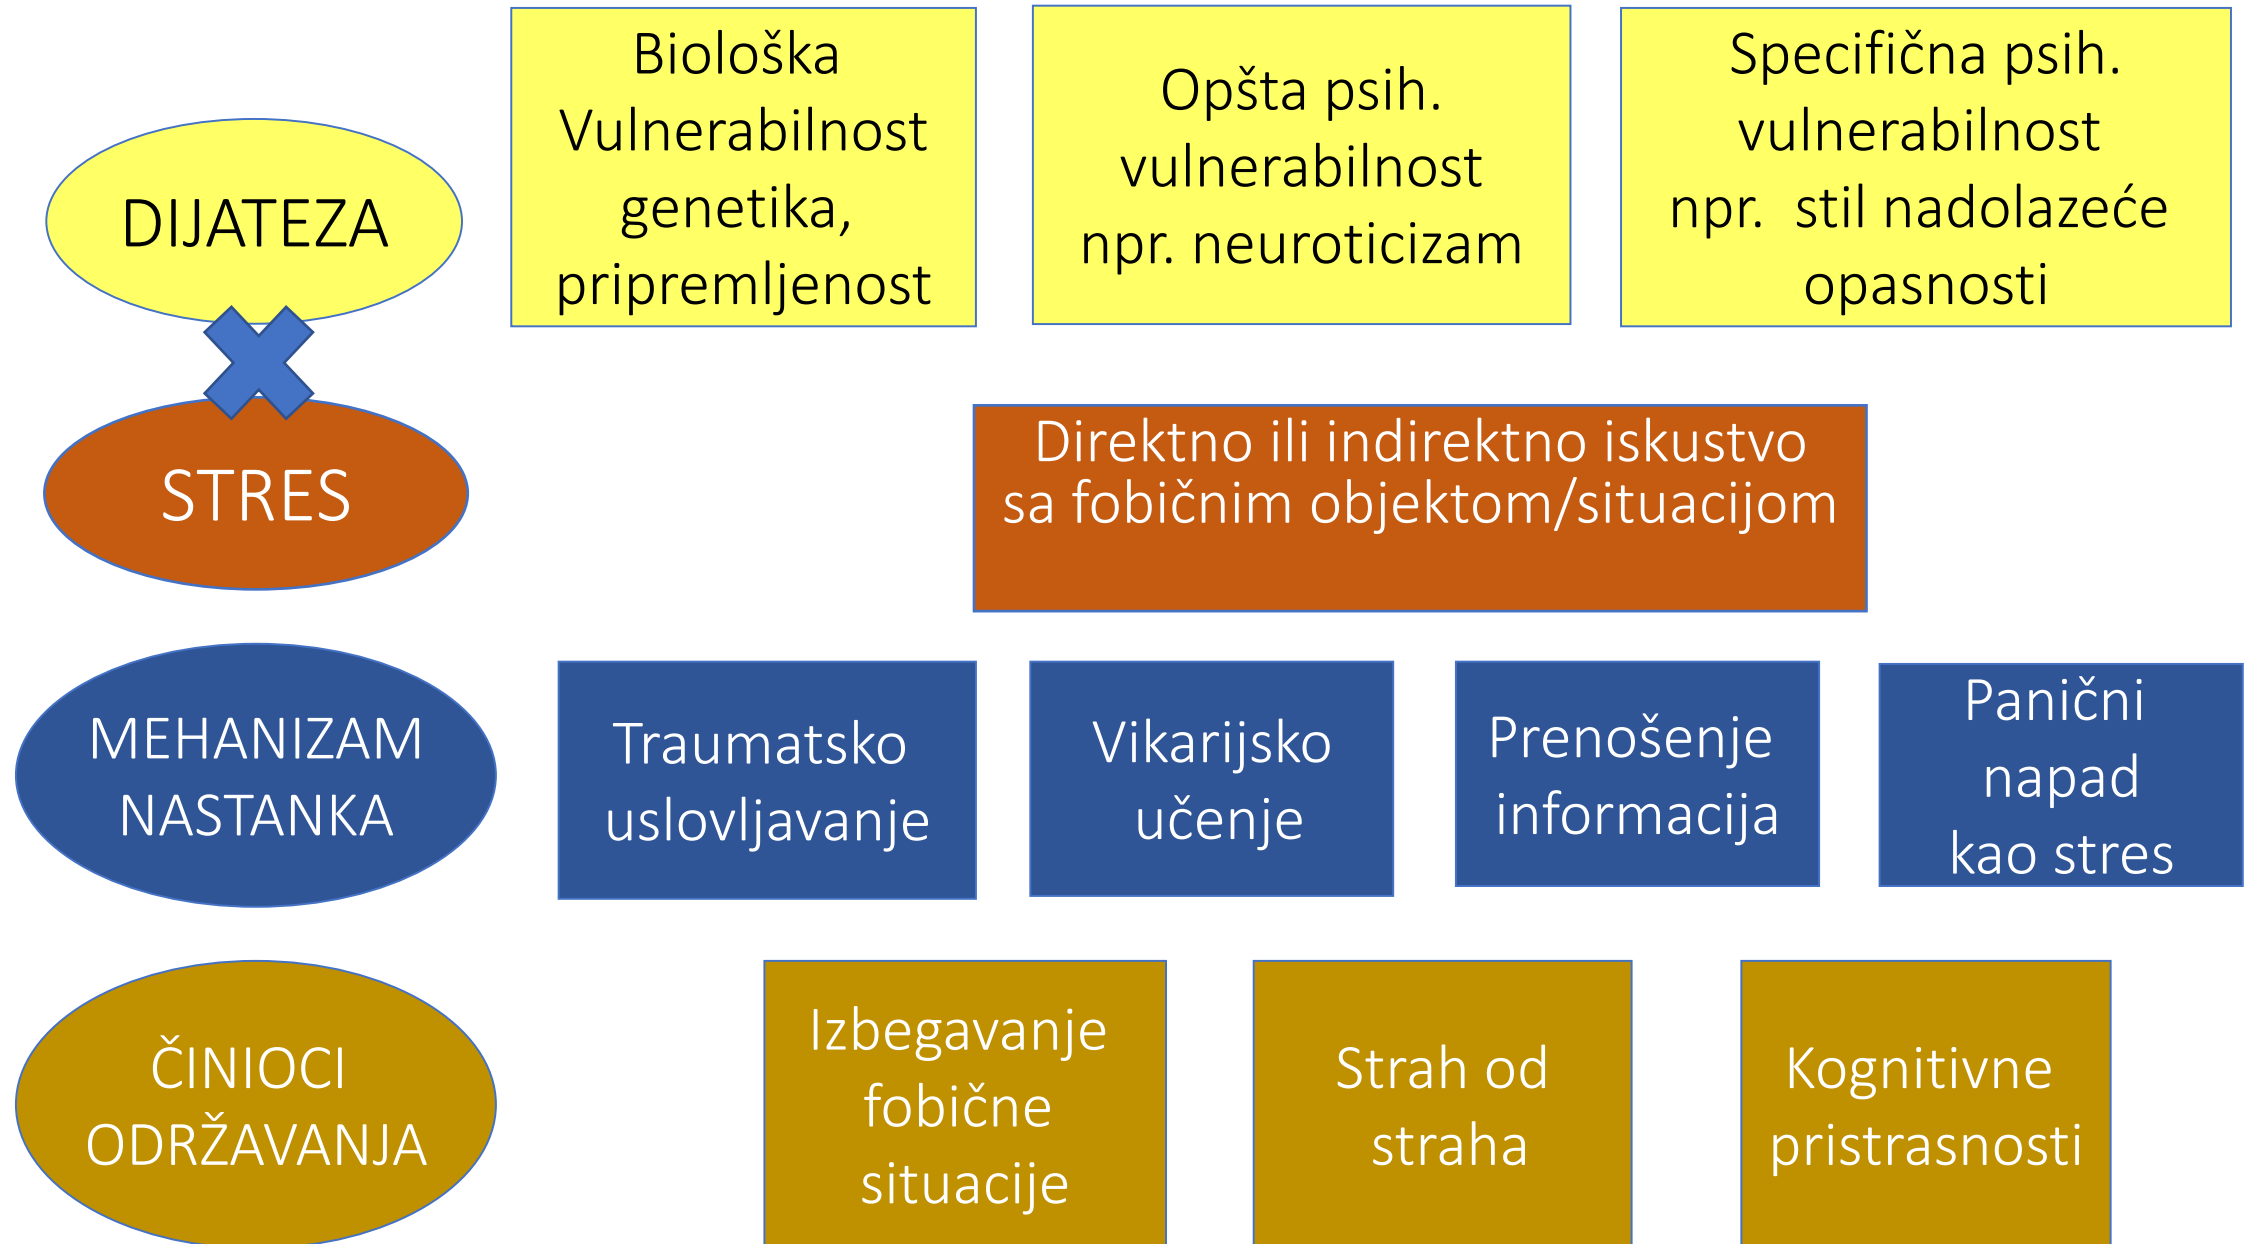 DIJATEZA
Biološka
Vulnerabilnost
genetika,
pripremljenost
Opšta psih.
vulnerabilnost
npr. neuroticizam
Specifična psih.
vulnerabilnost
npr.  stil nadolazeće
opasnosti
STRES
Direktno ili indirektno iskustvo
sa fobičnim objektom/situacijom
MEHANIZAM
NASTANKA
Traumatsko
uslovljavanje
Vikarijsko
učenje
Prenošenje
informacija
Panični
napad
kao stres
ČINIOCI
ODRŽAVANJA
Izbegavanje
fobične
situacije
Strah od
straha
Kognitivne
pristrasnosti